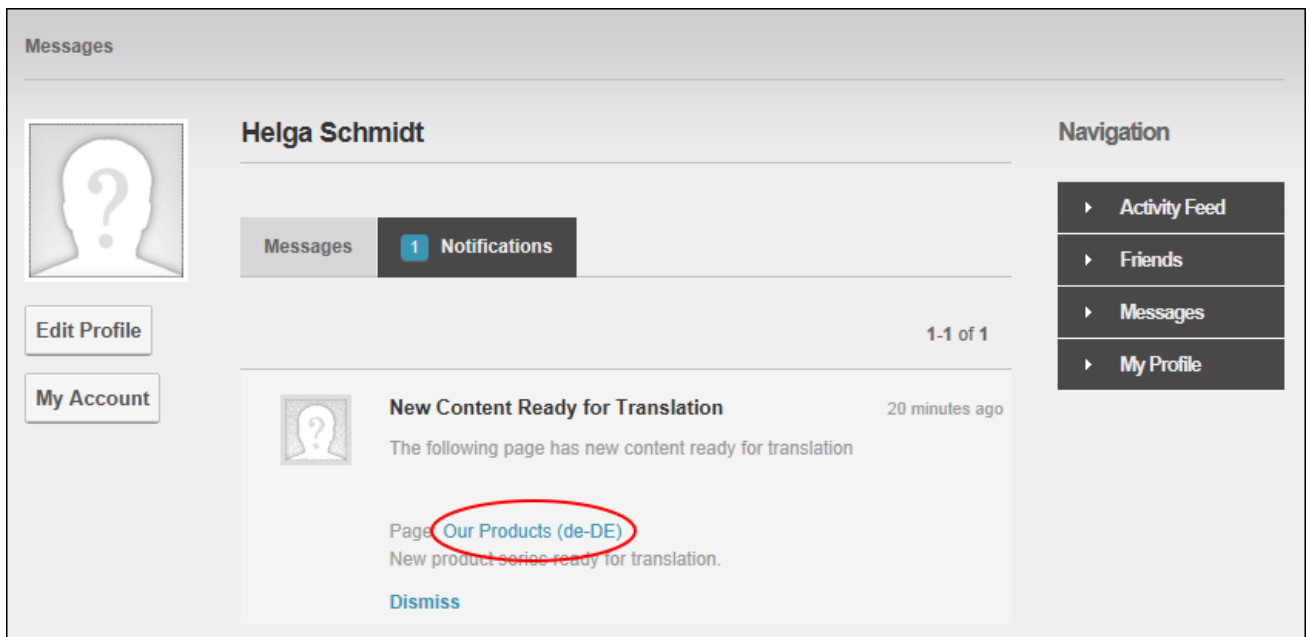 Messages
Helga Schmidt
Navigation
Activity Feed
Friends
Messages
My Profile
Messages
1 Notifications
Edit Profile
My Account
1-1 of 1
New Content Ready for Translation
20 minutes ago
The following page has new content ready for translation
Page: Our Products (de-DE)
New product series ready for translation.
Dismiss